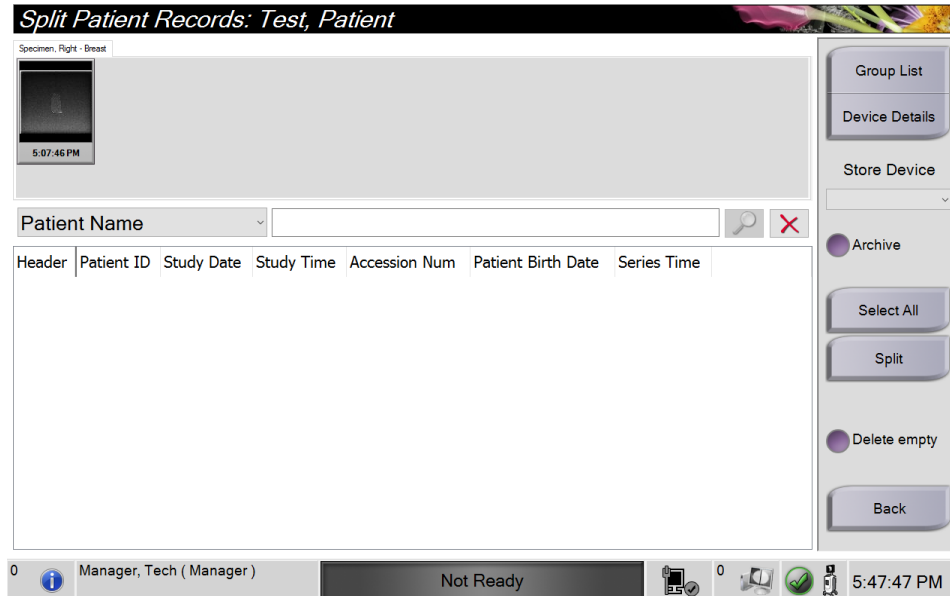 Split Patient Records: Test, Patient
Specimen, Right - Breast
5:07:46 PM
Group List
Device Details
Store Device
Patient Name
Archive
Header Patient ID Study Date Study Time Accession Num Patient Birth Date Series Time
Select All
Split
Delete empty
Back
0 Manager, Tech ( Manager ) Not Ready 0 5:47:47 PM